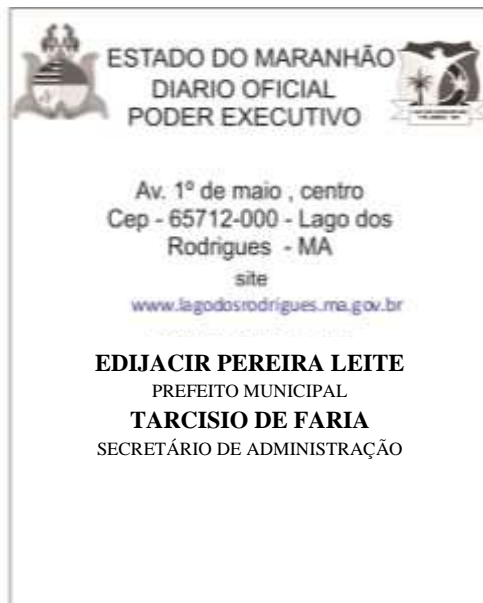 ESTADO DO MARANHÃO
DIARIO OFICIAL
PODER EXECUTIVO
Av. 1º de maio , centro
Cep - 65712-000 - Lago dos
Rodrigues - MA
site
www.lagodosrodrigues.ma.gov.br
EDIJACIR PEREIRA LEITE
PREFEITO MUNICIPAL
TARCISIO DE FARIA
SECRETÁRIO DE ADMINISTRAÇÃO